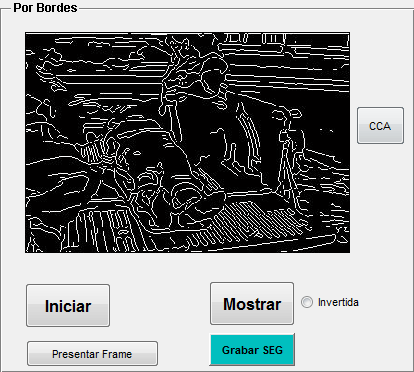 Por Bordes
CCA
Iniciar
Mostrar
Invertida
Presentar Frame
Grabar SEG